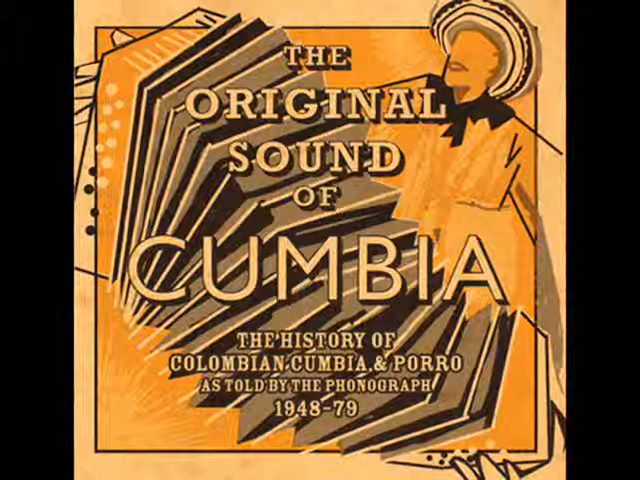 THE
ORIGINAL
SOUND
OF
CUMBIA
THE HISTORY OF
COLOMBIAN CUMBIA & PORRO
AS TOLD BY THE PHONOGRAPH
1948-79